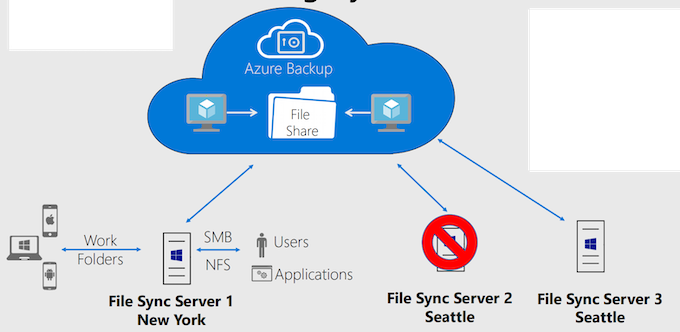 Azure Backup
File
Share
Work
Folders
SMB
NFS
Users
Applications
File Sync Server 1
New York
File Sync Server 2
Seattle
File Sync Server 3
Seattle